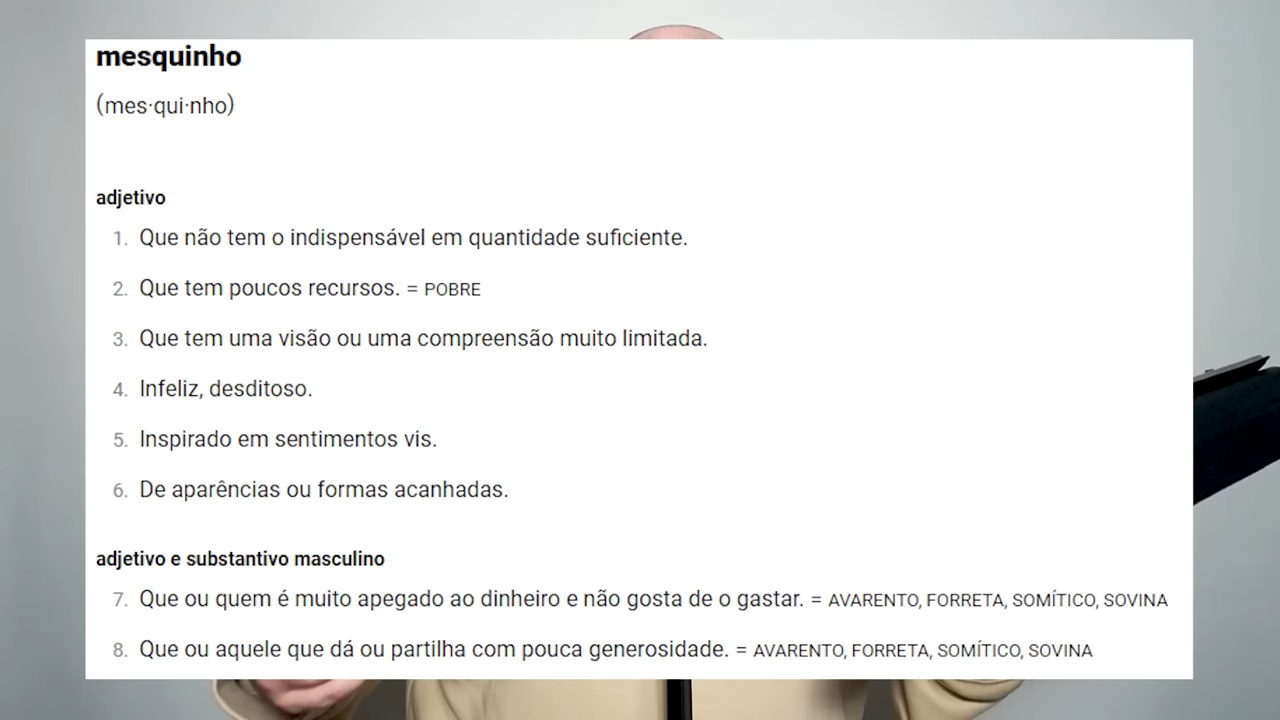 mesquinho
(mes·qui·nho)
adjetivo
1. Que não tem o indispensável em quantidade suficiente.
2. Que tem poucos recursos. = POBRE
3. Que tem uma visão ou uma compreensão muito limitada.
4. Infeliz, desditoso.
5. Inspirado em sentimentos vis.
6. De aparências ou formas acanhadas.
adjetivo e substantivo masculino
7. Que ou quem é muito apegado ao dinheiro e não gosta de o gastar. = AVARENTO, FORRETA, SOMÍTICO, SOVINA
8. Que ou aquele que dá ou partilha com pouca generosidade. = AVARENTO, FORRETA, SOMÍTICO, SOVINA